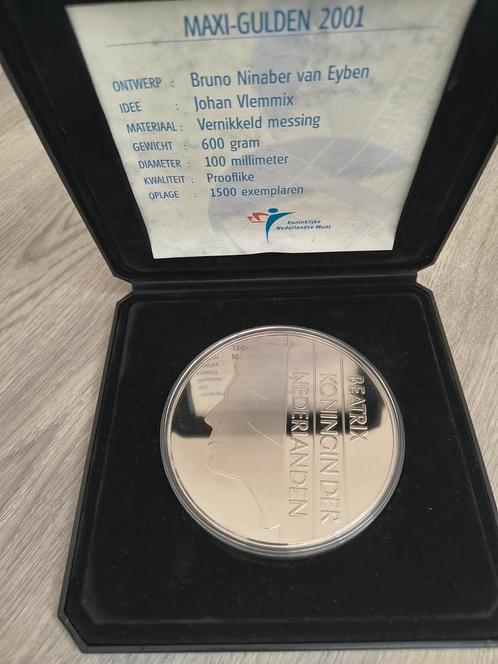 MAXI-GULDEN 2001
ONTWERP : Bruno Ninaber van Eyben
IDEE : Johan Vlemmix
MATERIAAL : Vernikkeld messing
GEWICHT : 600 gram
DIAMETER : 100 millimeter
KWALITEIT : Prooflike
OPLAGE : 1500 exemplaren
Koninklijke
Nederlandse Munt
BEATRIX
KONINGIN DER
NEDERLANDEN